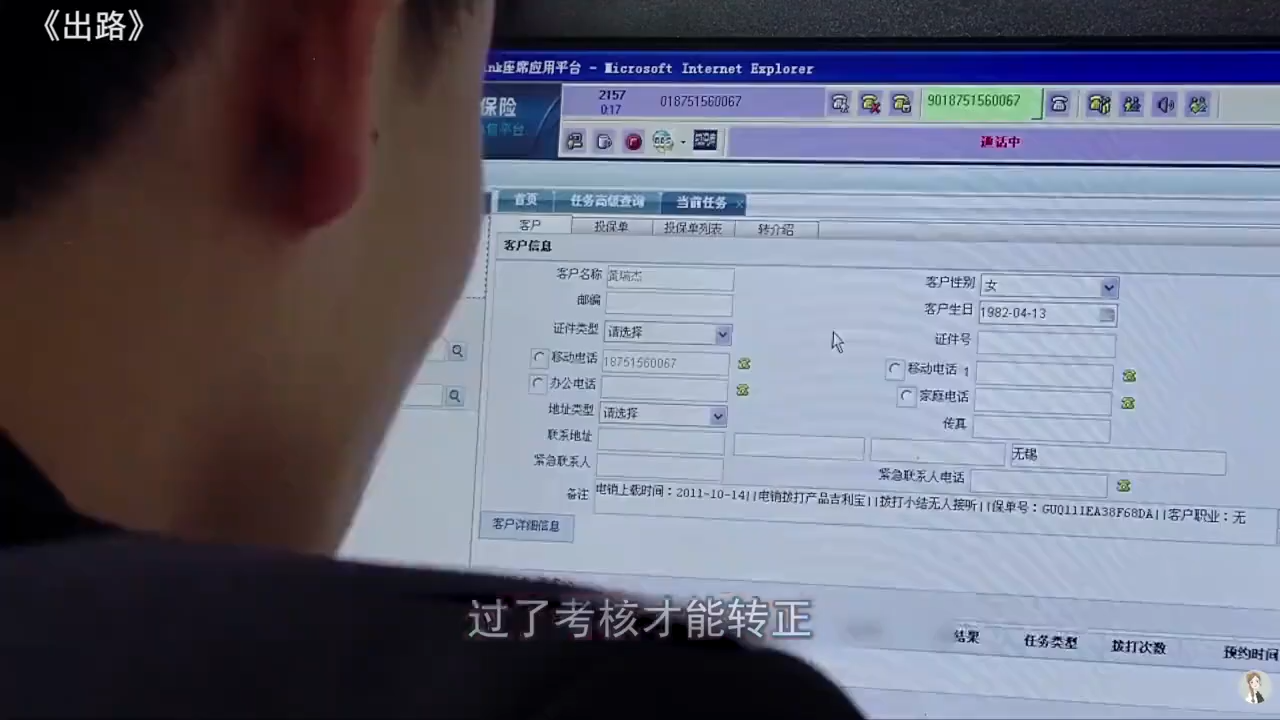 《出路》
nk座席应用平台 - Microsoft Internet Explorer
保险
2157
0:17
018751560067
9018751560067
通话中
首页 任务高级查询 当前任务
客户 投保单 投保单列表 转介绍
客户信息
客户名称 黄瑞杰 客户性别 女
邮编 客户生日 1982-04-13
证件类型 请选择 证件号
移动电话 18751560067 移动电话 1
办公电话 家庭电话
地址类型 请选择 传真
联系地址 无锡
紧急联系人 紧急联系人电话
备注 电销上载时间：2011-10-14||电销拨打产品吉利宝||拨打小结无人接听||保单号：GUQ111EA38F68DA||客户职业：无
客户详细信息
过了考核才能转正
结果 任务类型 拨打次数 预约时间